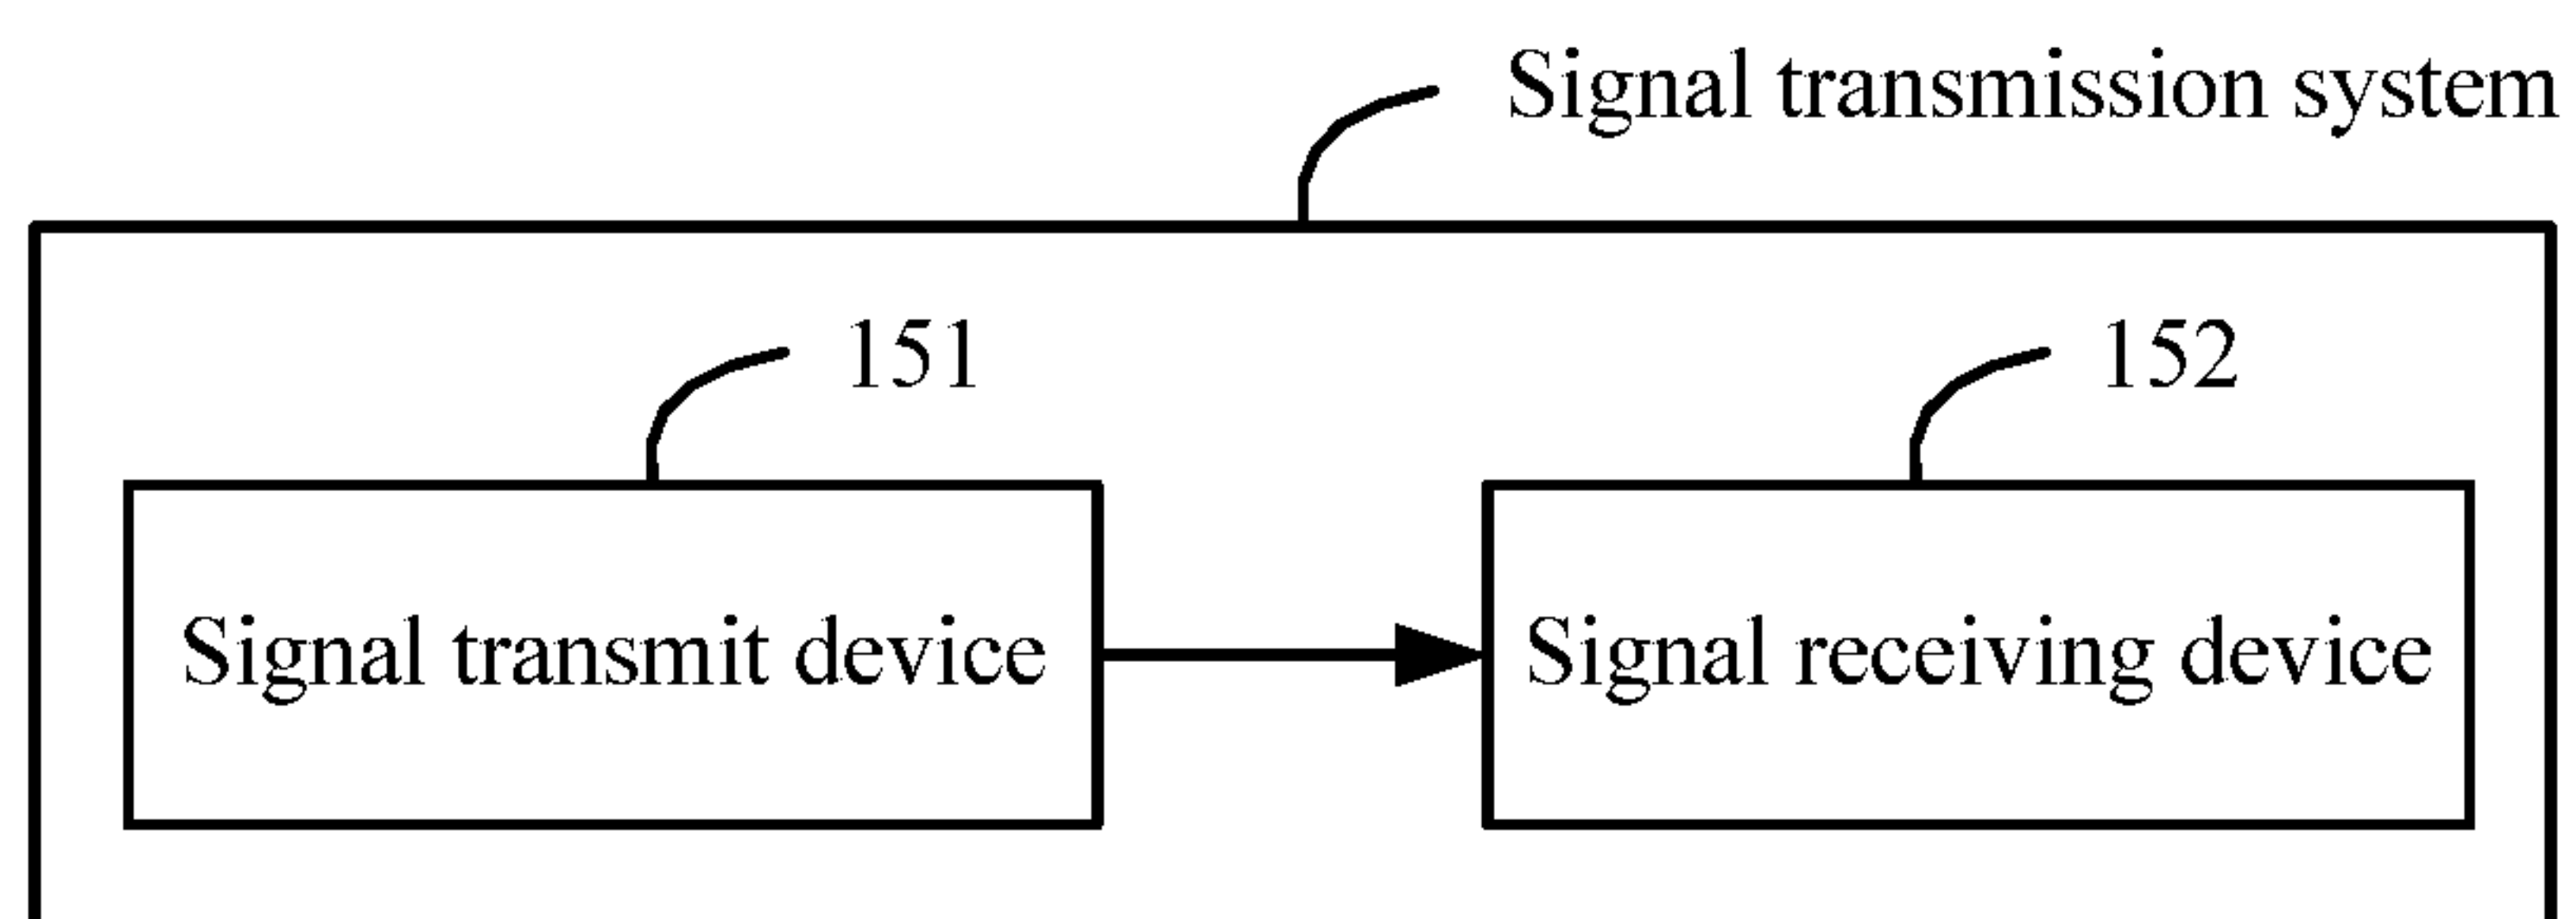 Signal transmission system
151
152
Signal transmit device
Signal receiving device